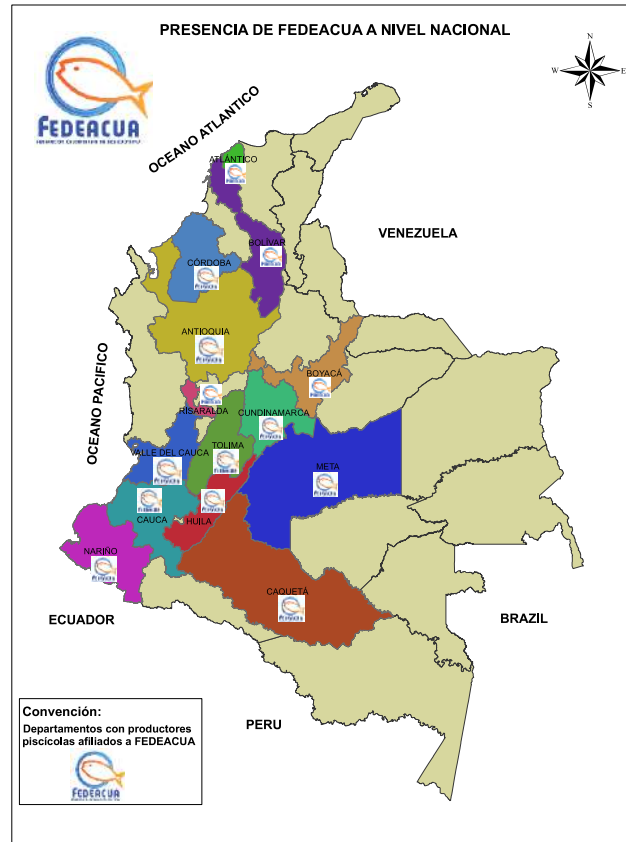 PRESENCIA DE FEDEACUA A NIVEL NACIONAL
N
W
E
S
FEDEACUA
OCEANO ATLANTICO
ATLÁNTICO
VENEZUELA
BOLÍVAR
CÓRDOBA
ANTIOQUIA
OCEANO PACIFICO
BOYACÁ
RISARALDA
CUNDINAMARCA
VALLE DEL CAUCA
TOLIMA
META
CAUCA
HUILA
NARIÑO
CAQUETÁ
ECUADOR
BRAZIL
PERU
Convención:
Departamentos con productores
piscícolas afiliados a FEDEACUA
FEDEACUA